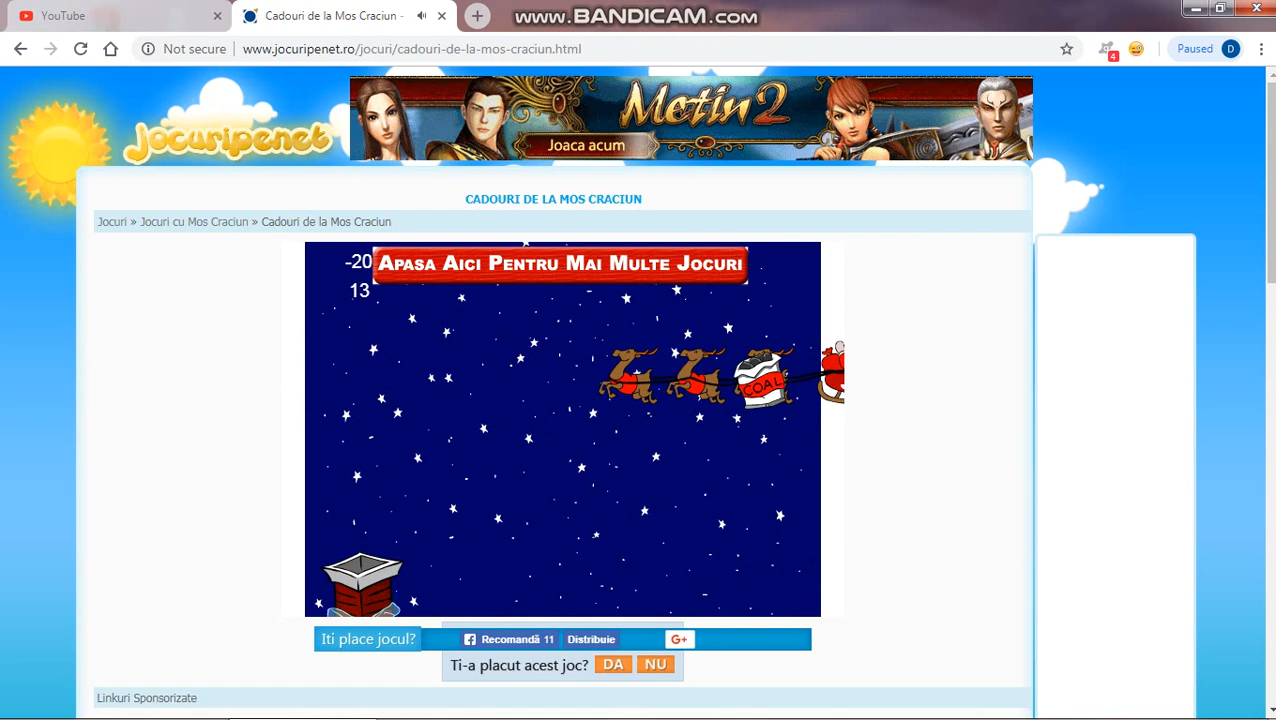 YouTube
Cadouri de la Mos Craciun -
www.BANDICAM.com
Not secure
www.jocuripenet.ro/jocuri/cadouri-de-la-mos-craciun.html
4
Paused
D
Jocuripenet
Metin2
Joaca acum
CADOURI DE LA MOS CRACIUN
Jocuri » Jocuri cu Mos Craciun » Cadouri de la Mos Craciun
-20
Apasa Aici Pentru Mai Multe Jocuri
13
COAL
Iti place jocul?
Recomandă 11
Distribuie
G+
Ti-a placut acest joc?
DA
NU
Linkuri Sponsorizate